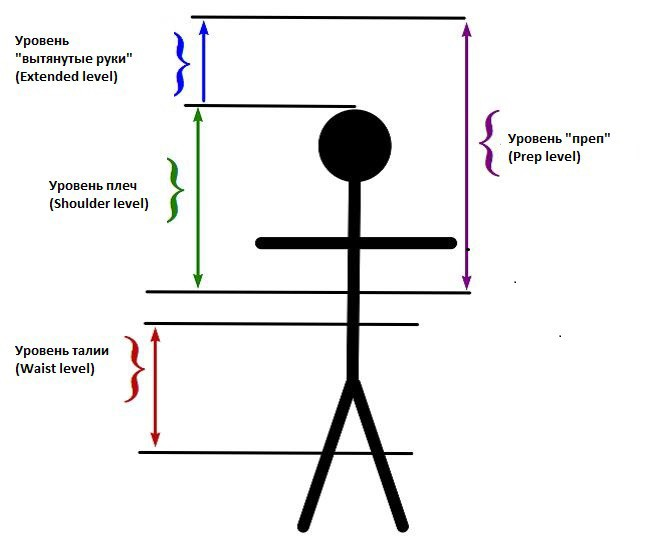 Уровень
"вытянутые руки"
(Extended level)
Уровень "преп"
(Prep level)
Уровень плеч
(Shoulder level)
Уровень талии
(Waist level)